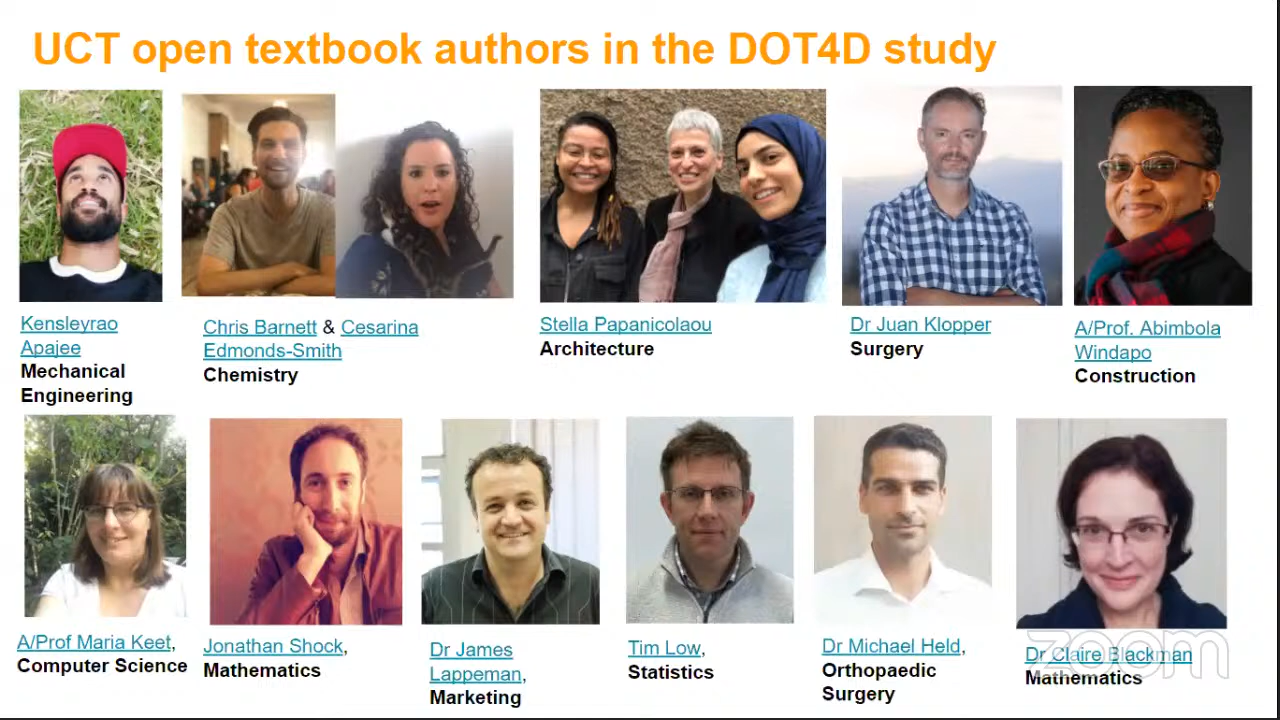 UCT open textbook authors in the DOT4D study
Kensleyrao
Apajee
Mechanical
Engineering
Chris Barnett & Cesarina
Edmonds-Smith
Chemistry
Stella Papanicolaou
Architecture
Dr Juan Klopper
Surgery
A/Prof. Abimbola
Windapo
Construction
A/Prof Maria Keet,
Computer Science
Jonathan Shock,
Mathematics
Dr James
Lappeman,
Marketing
Tim Low,
Statistics
Dr Michael Held,
Orthopaedic
Surgery
Dr Claire Blackman
Mathematics
zoom